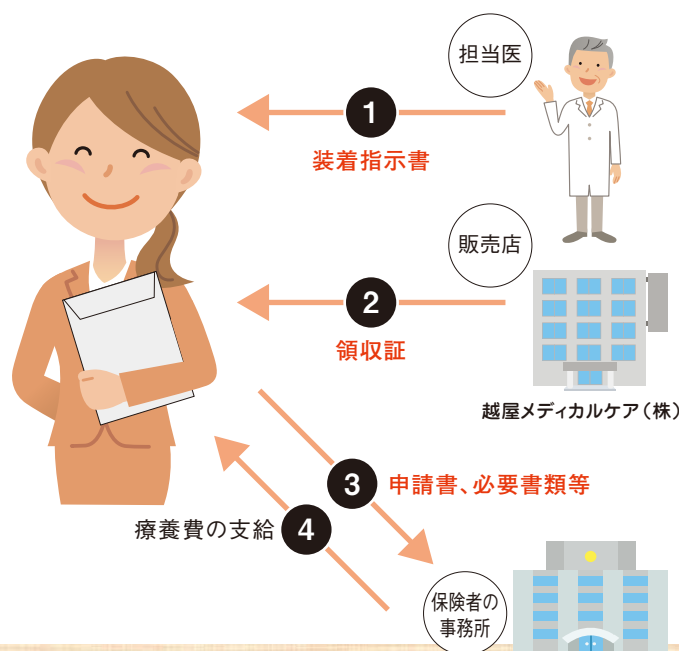 担当医
1
装着指示書
販売店
2
領収証
越屋メディカルケア(株)
3
申請書、必要書類等
療養費の支給
4
保険者の
事務所